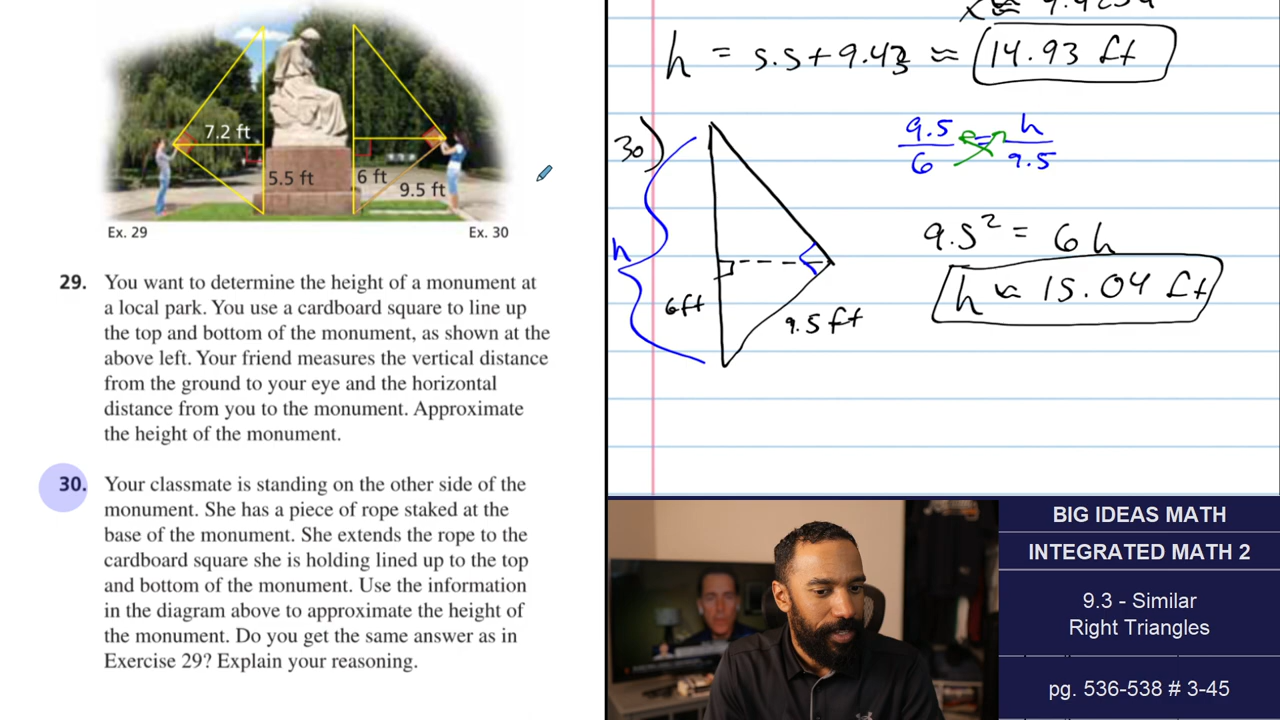 7.2 ft
5.5 ft
6 ft
9.5 ft
Ex. 29
Ex. 30
29. You want to determine the height of a monument at
a local park. You use a cardboard square to line up
the top and bottom of the monument, as shown at the
above left. Your friend measures the vertical distance
from the ground to your eye and the horizontal
distance from you to the monument. Approximate
the height of the monument.
30. Your classmate is standing on the other side of the
monument. She has a piece of rope staked at the
base of the monument. She extends the rope to the
cardboard square she is holding lined up to the top
and bottom of the monument. Use the information
in the diagram above to approximate the height of
the monument. Do you get the same answer as in
Exercise 29? Explain your reasoning.
h = 5.5 + 9.43 ≈ 14.93 ft
30)
h
6ft
9.5 ft
9.5/6 = h/9.5
9.5² = 6h
h ≈ 15.04 ft
BIG IDEAS MATH
INTEGRATED MATH 2
9.3 - Similar
Right Triangles
pg. 536-538 # 3-45